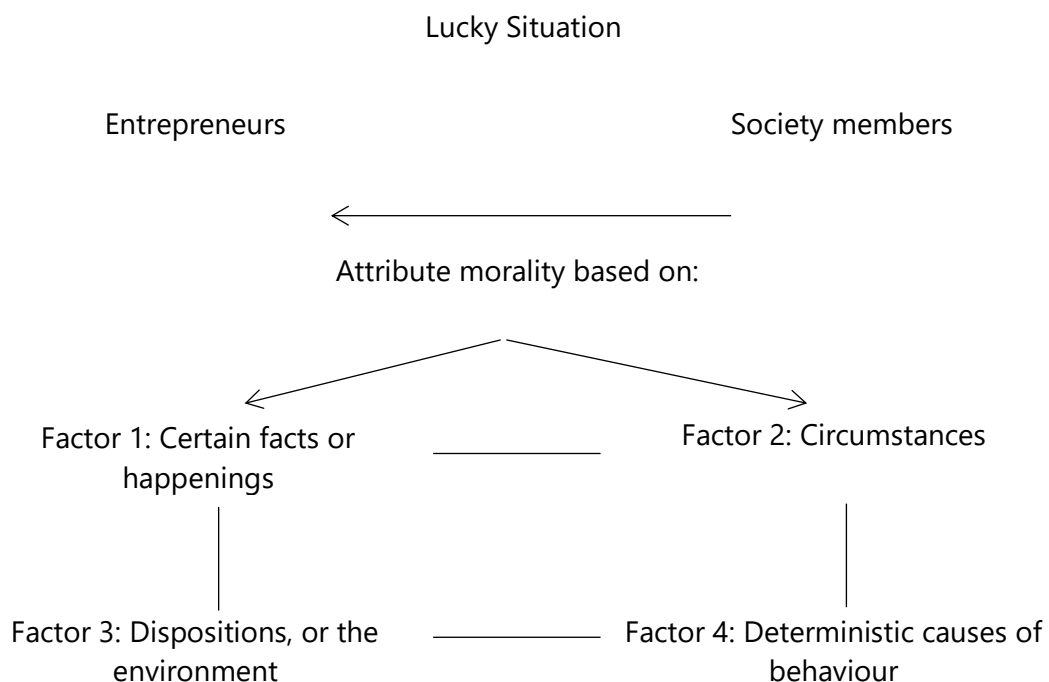 Lucky Situation
Entrepreneurs
Society members
Attribute morality based on:
Factor 1: Certain facts or
happenings
Factor 2: Circumstances
Factor 3: Dispositions, or the
environment
Factor 4: Deterministic causes of
behaviour